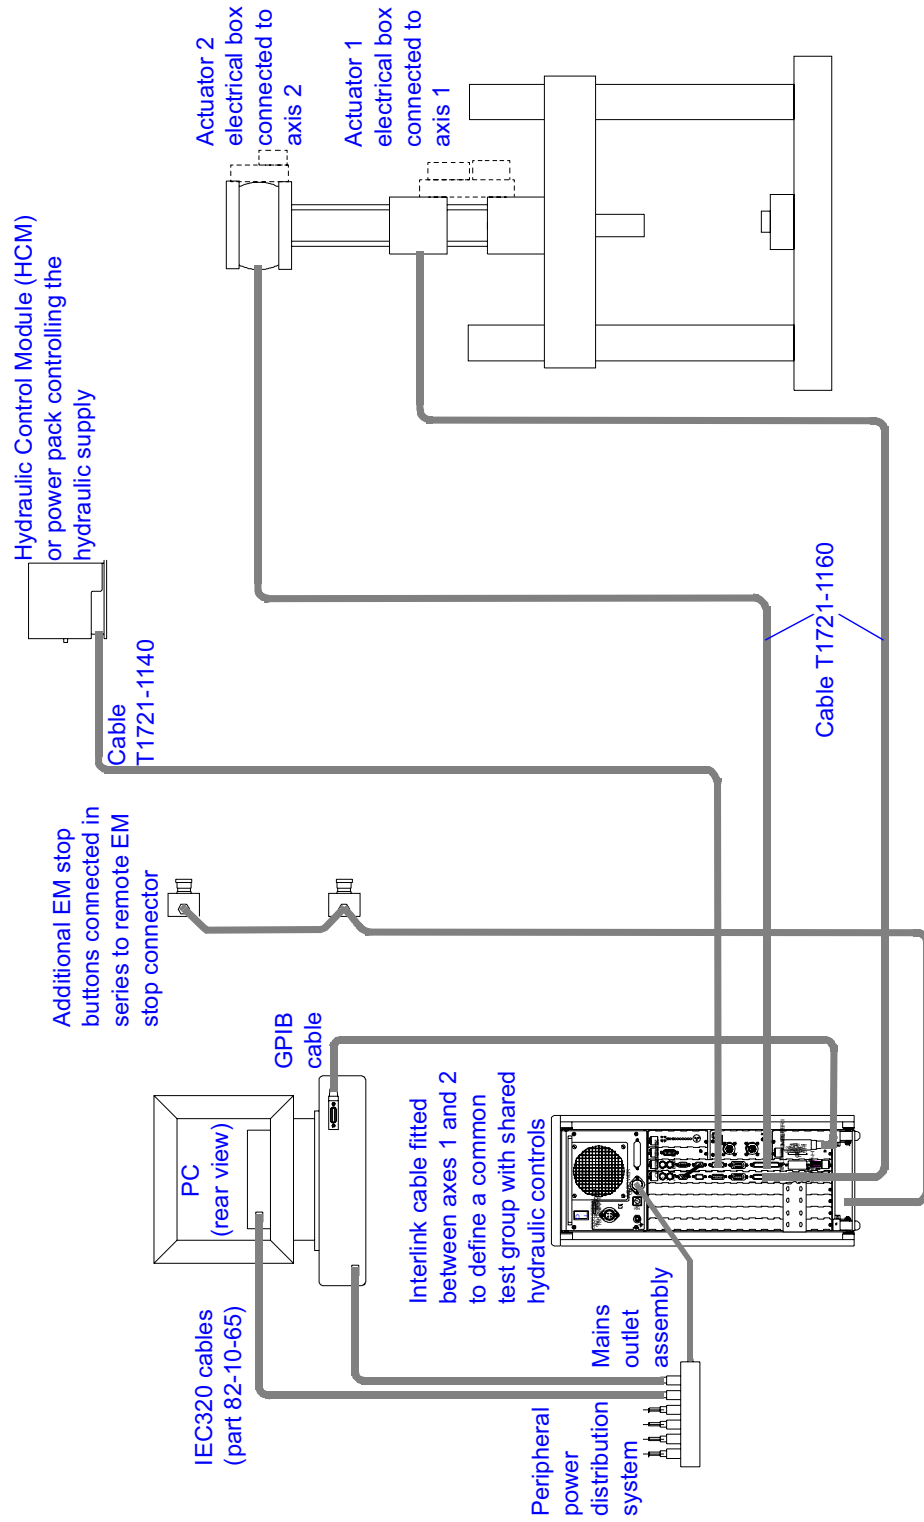 Additional EM stop
buttons connected in
series to remote EM
stop connector
Hydraulic Control Module (HCM)
or power pack controlling the
hydraulic supply
Cable
T1721-1140
Actuator 2
electrical box
connected to
axis 2
Actuator 1
electrical box
connected to
axis 1
PC
(rear view)
IEC320 cables
(part 82-10-65)
GPIB
cable
Interlink cable fitted
between axes 1 and 2
to define a common
test group with shared
hydraulic controls
Cable T1721-1160
Mains
outlet
assembly
Peripheral
power
distribution
system